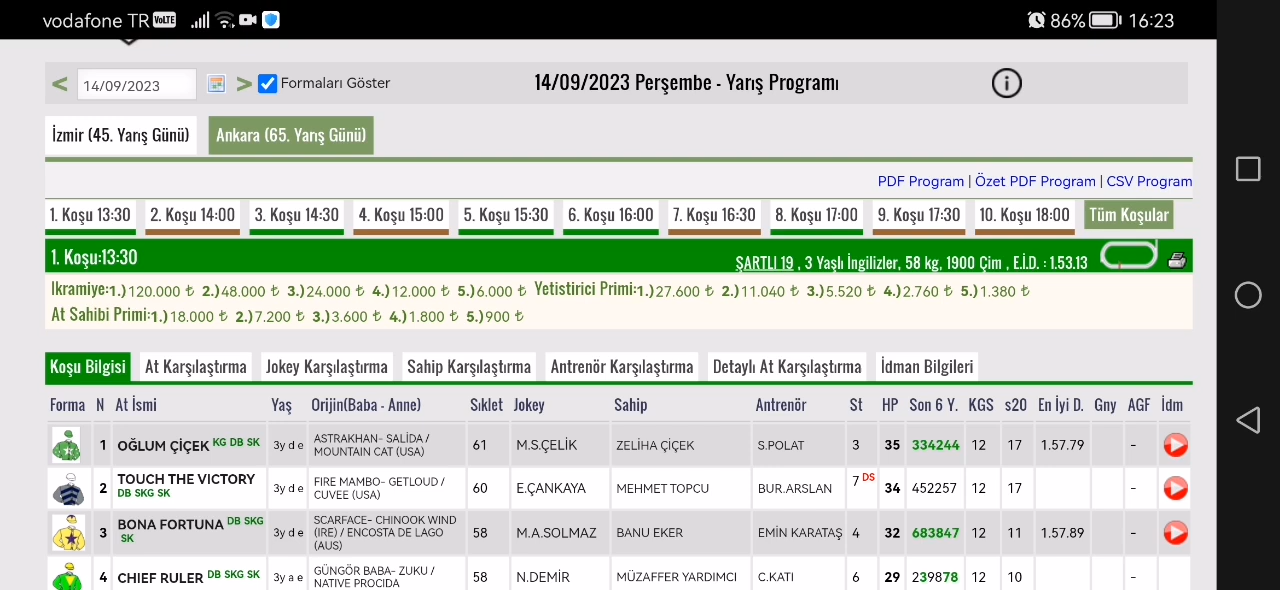 vodafone TR VoLTE 86% 16:23
< 14/09/2023 > Formaları Göster 14/09/2023 Perşembe - Yarış Programı i
İzmir (45. Yarış Günü) Ankara (65. Yarış Günü)
PDF Program | Özet PDF Program | CSV Program
1. Koşu 13:30 2. Koşu 14:00 3. Koşu 14:30 4. Koşu 15:00 5. Koşu 15:30 6. Koşu 16:00 7. Koşu 16:30 8. Koşu 17:00 9. Koşu 17:30 10. Koşu 18:00 Tüm Koşular
1. Koşu:13:30 ŞARTLI 19 , 3 Yaşlı İngilizler, 58 kg, 1900 Çim , E.İ.D. : 1.53.13
Ikramiye:1.)120.000 ₺ 2.)48.000 ₺ 3.)24.000 ₺ 4.)12.000 ₺ 5.)6.000 ₺ Yetistirici Primi:1.)27.600 ₺ 2.)11.040 ₺ 3.)5.520 ₺ 4.)2.760 ₺ 5.)1.380 ₺
At Sahibi Primi:1.)18.000 ₺ 2.)7.200 ₺ 3.)3.600 ₺ 4.)1.800 ₺ 5.)900 ₺
Koşu Bilgisi At Karşılaştırma Jokey Karşılaştırma Sahip Karşılaştırma Antrenör Karşılaştırma Detaylı At Karşılaştırma İdman Bilgileri
Forma N At İsmi Yaş Orijin(Baba - Anne) Sıklet Jokey Sahip Antrenör St HP Son 6 Y. KGS s20 En İyi D. Gny AGF İdm
1 OĞLUM ÇİÇEK KG DB SK 3y d e ASTRAKHAN- SALİDA / MOUNTAIN CAT (USA) 61 M.S.ÇELİK ZELİHA ÇİÇEK S.POLAT 3 35 334244 12 17 1.57.79 -
2 TOUCH THE VICTORY DB SKG SK 3y d e FIRE MAMBO- GETLOUD / CUVEE (USA) 60 E.ÇANKAYA MEHMET TOPCU BUR.ARSLAN 7 DS 34 452257 12 17 -
3 BONA FORTUNA DB SKG SK 3y d e SCARFACE- CHINOOK WIND (IRE) / ENCOSTA DE LAGO (AUS) 58 M.A.SOLMAZ BANU EKER EMİN KARATAŞ 4 32 683847 12 11 1.57.89 -
4 CHIEF RULER DB SKG SK 3y a e GÜNGÖR BABA- ZUKU / NATIVE PROCIDA 58 N.DEMİR MÜZAFFER YARDIMCI C.KATI 6 29 239878 12 10 -